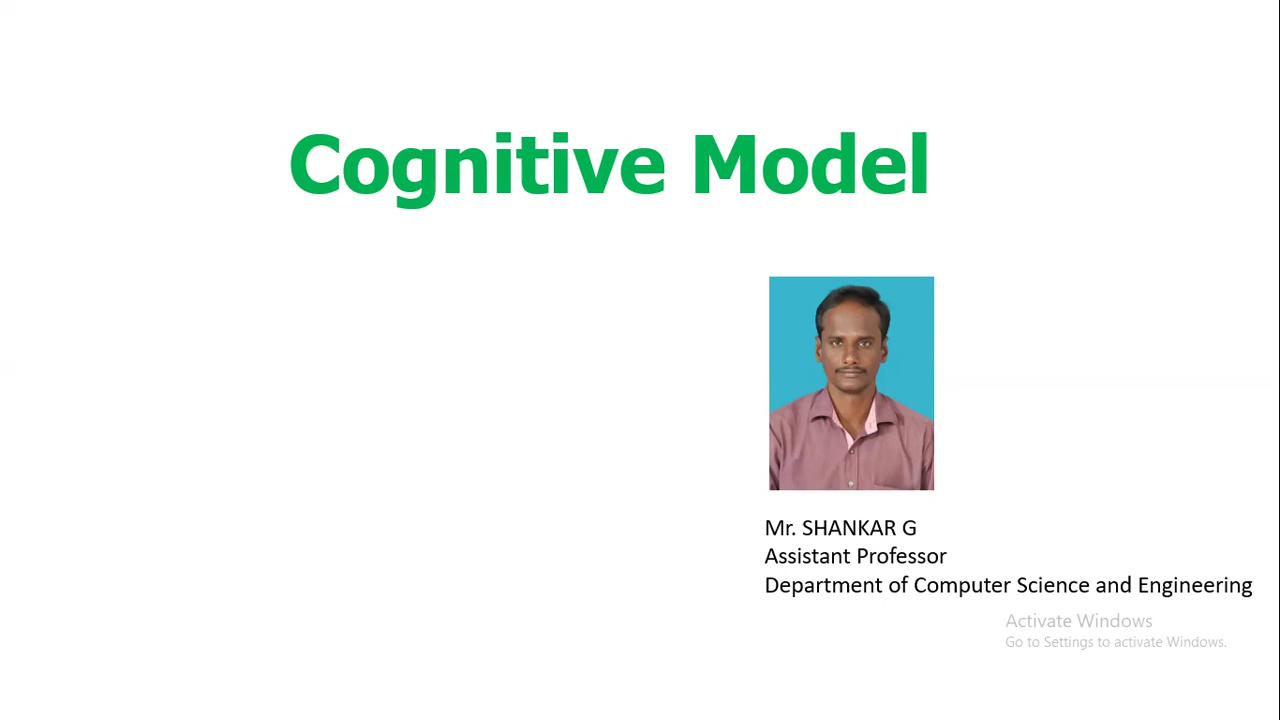 Cognitive Model
Mr. SHANKAR G
Assistant Professor
Department of Computer Science and Engineering
Activate Windows
Go to Settings to activate Windows.